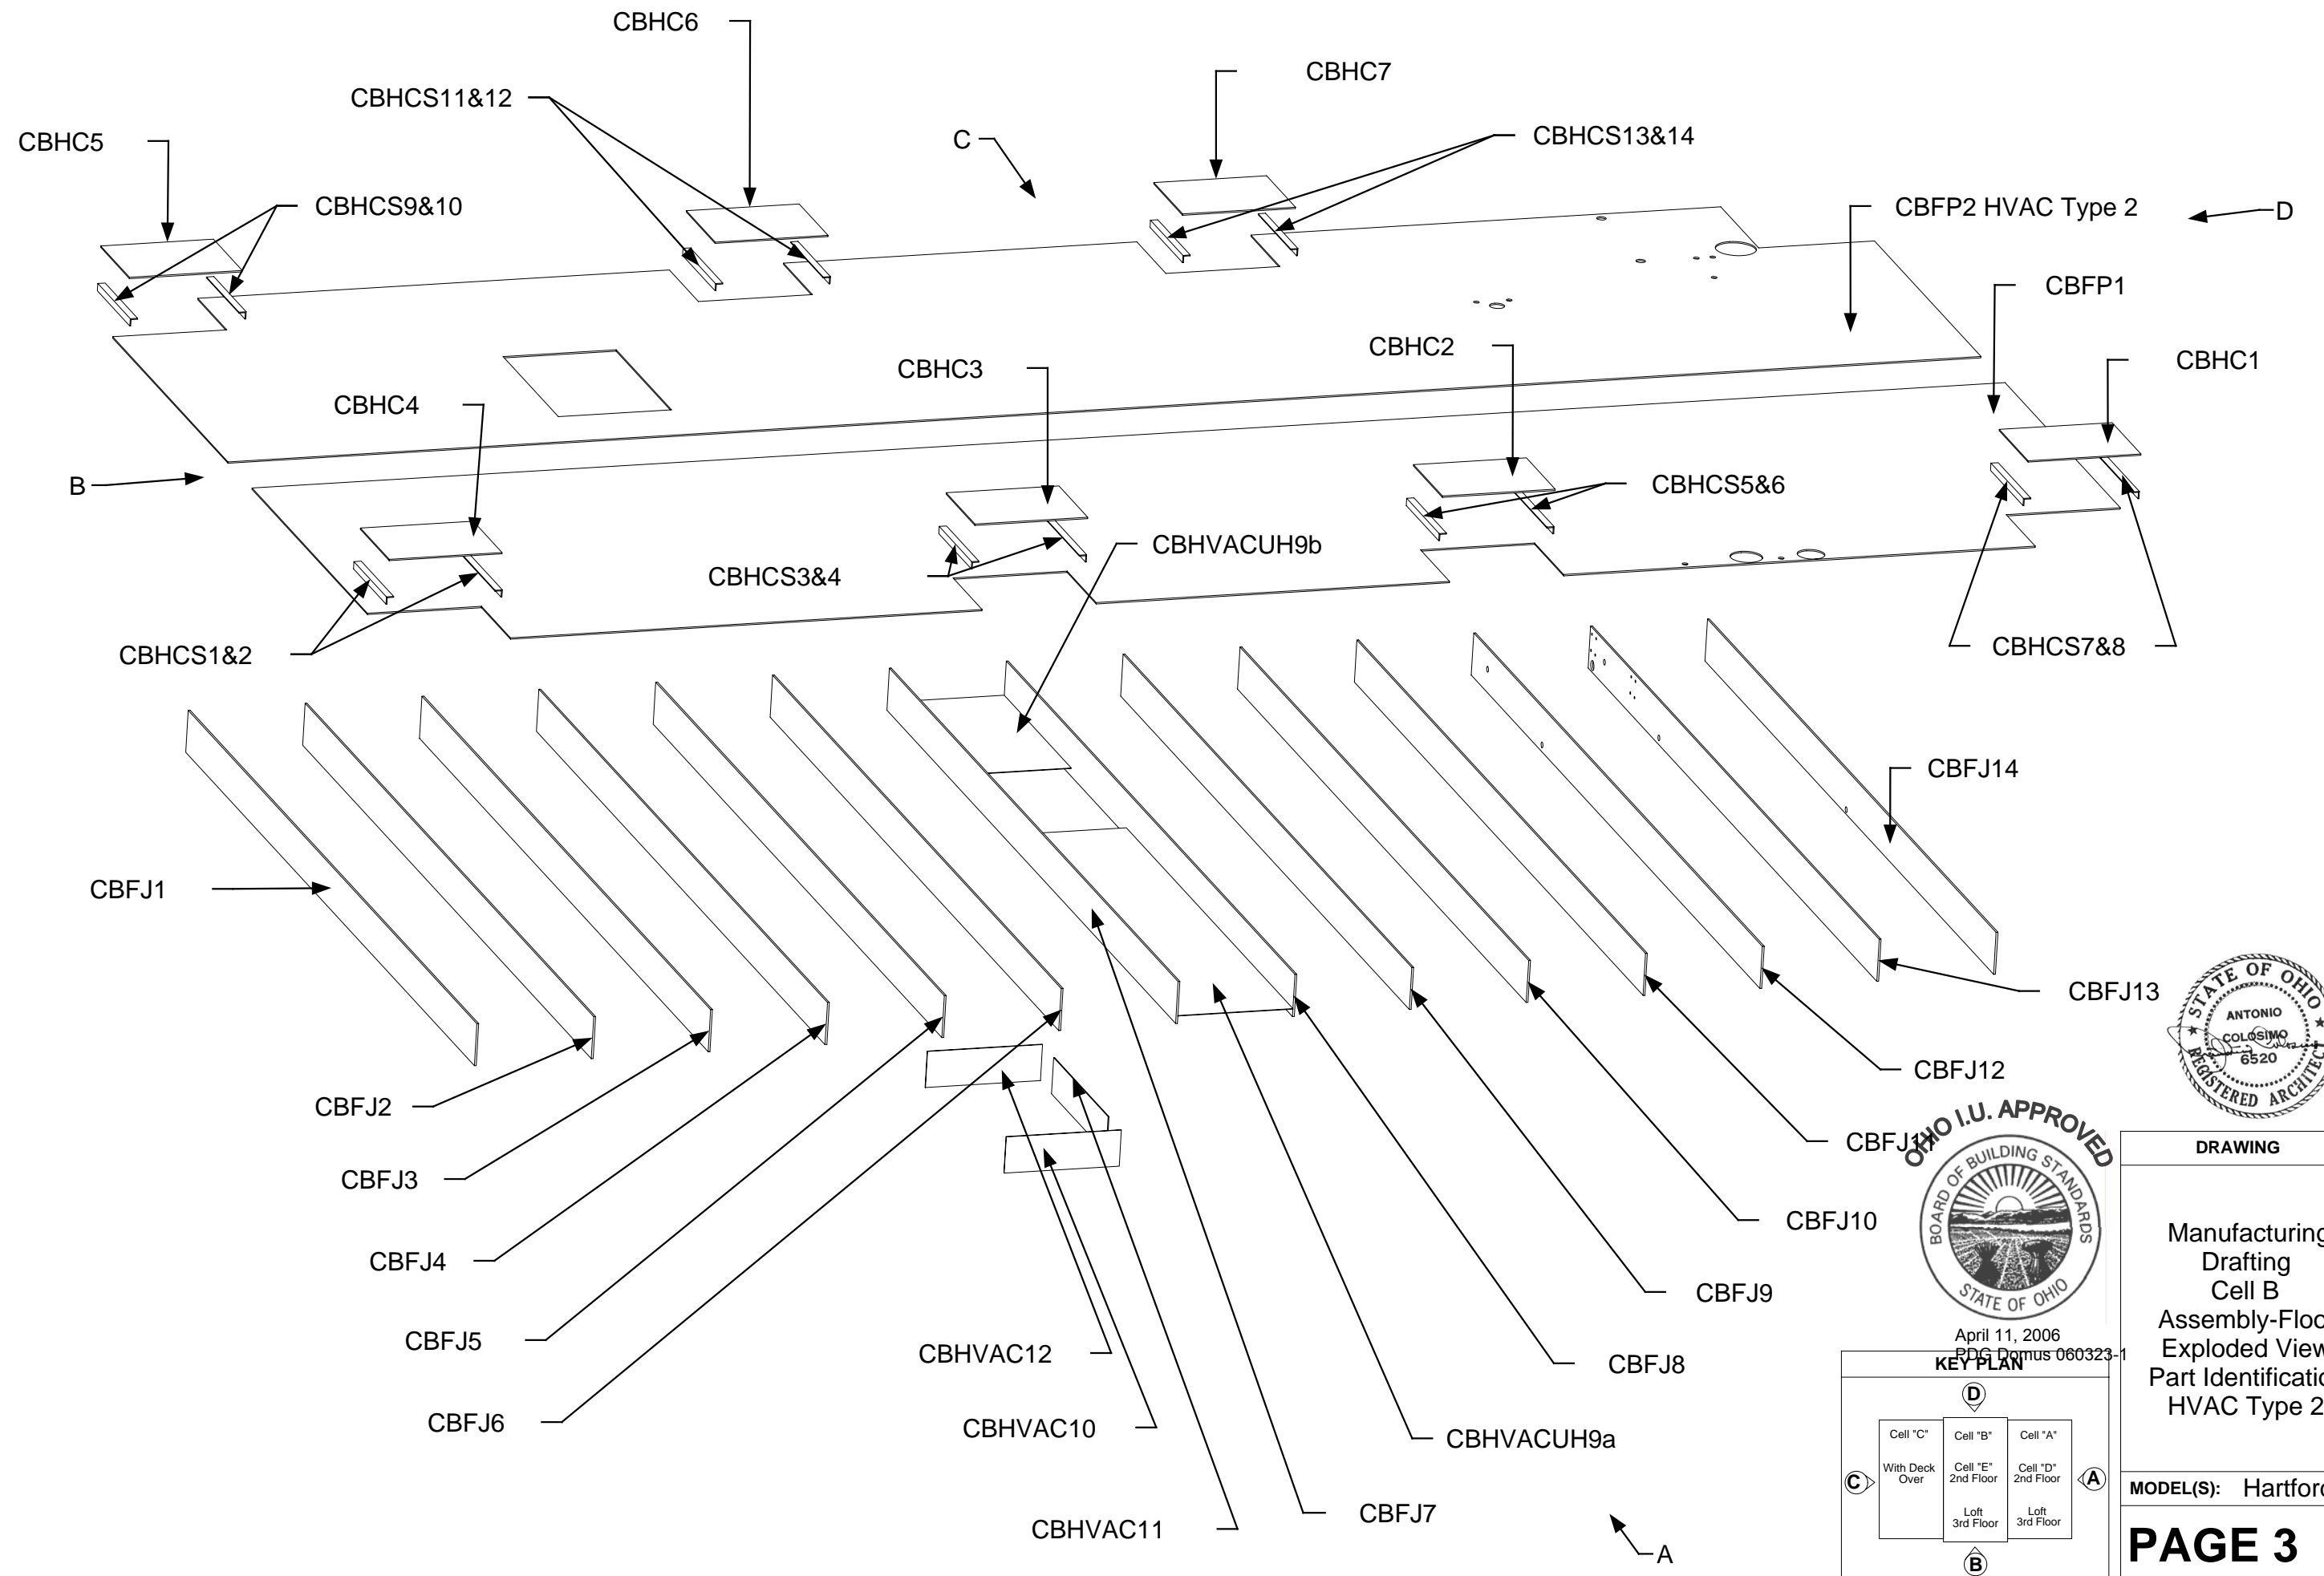 CBHC6
CBHC7
CBHCS11&12
CBHC5
C
CBHCS13&14
CBHCS9&10
CBFP2 HVAC Type 2
D
CBFP1
CBHC2
CBHC1
CBHC3
CBHC4
B
CBHCS5&6
CBHVACUH9b
CBHCS3&4
CBHCS1&2
CBHCS7&8
CBFJ14
CBFJ1
CBFJ13
CBFJ12
CBFJ2
CBFJ3
CBFJ10
CBFJ4
CBFJ9
CBFJ5
CBHVAC12
CBFJ8
CBFJ6
CBHVAC10
CBHVACUH9a
CBHVAC11
CBFJ7
A
STATE OF OHIO
ANTONIO
COLOSIMO
6520
REGISTERED ARCHITECT
OHIO I.U. APPROVED
BOARD OF BUILDING STANDARDS
STATE OF OHIO
April 11, 2006
PDG Domus 060323-1
KEY PLAN
D
Cell "C"
Cell "B"
Cell "A"
With Deck
Over
Cell "E"
2nd Floor
Cell "D"
2nd Floor
C
A
Loft
3rd Floor
Loft
3rd Floor
B
DRAWING
Manufacturing
Drafting
Cell B
Assembly-Floo
Exploded View
Part Identificatio
HVAC Type 2
MODEL(S): Hartford
PAGE 3